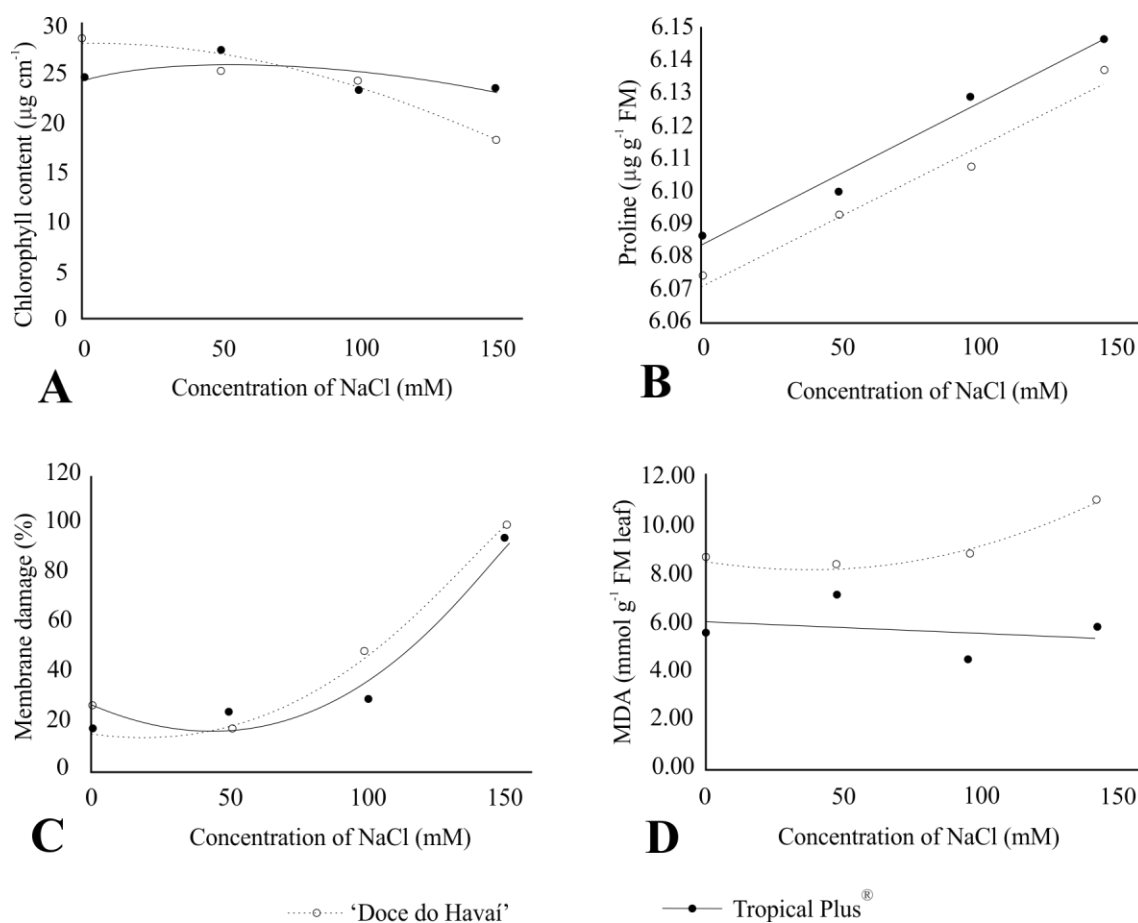 Chlorophyll content (µg cm⁻¹)
30
25
20
15
10
5
0
0 50 100 150
Concentration of NaCl (mM)
A
Proline (µg g⁻¹ FM)
6.15
6.14
6.13
6.12
6.11
6.10
6.09
6.08
6.07
6.06
0 50 100 150
Concentration of NaCl (mM)
B
Membrane damage (%)
120
100
80
60
40
20
0
0 50 100 150
Concentration of NaCl (mM)
C
MDA (mmol g⁻¹ FM leaf)
12.00
10.00
8.00
6.00
4.00
2.00
0.00
0 50 100 150
Concentration of NaCl (mM)
D
‘Doce do Havaí’
Tropical Plus®